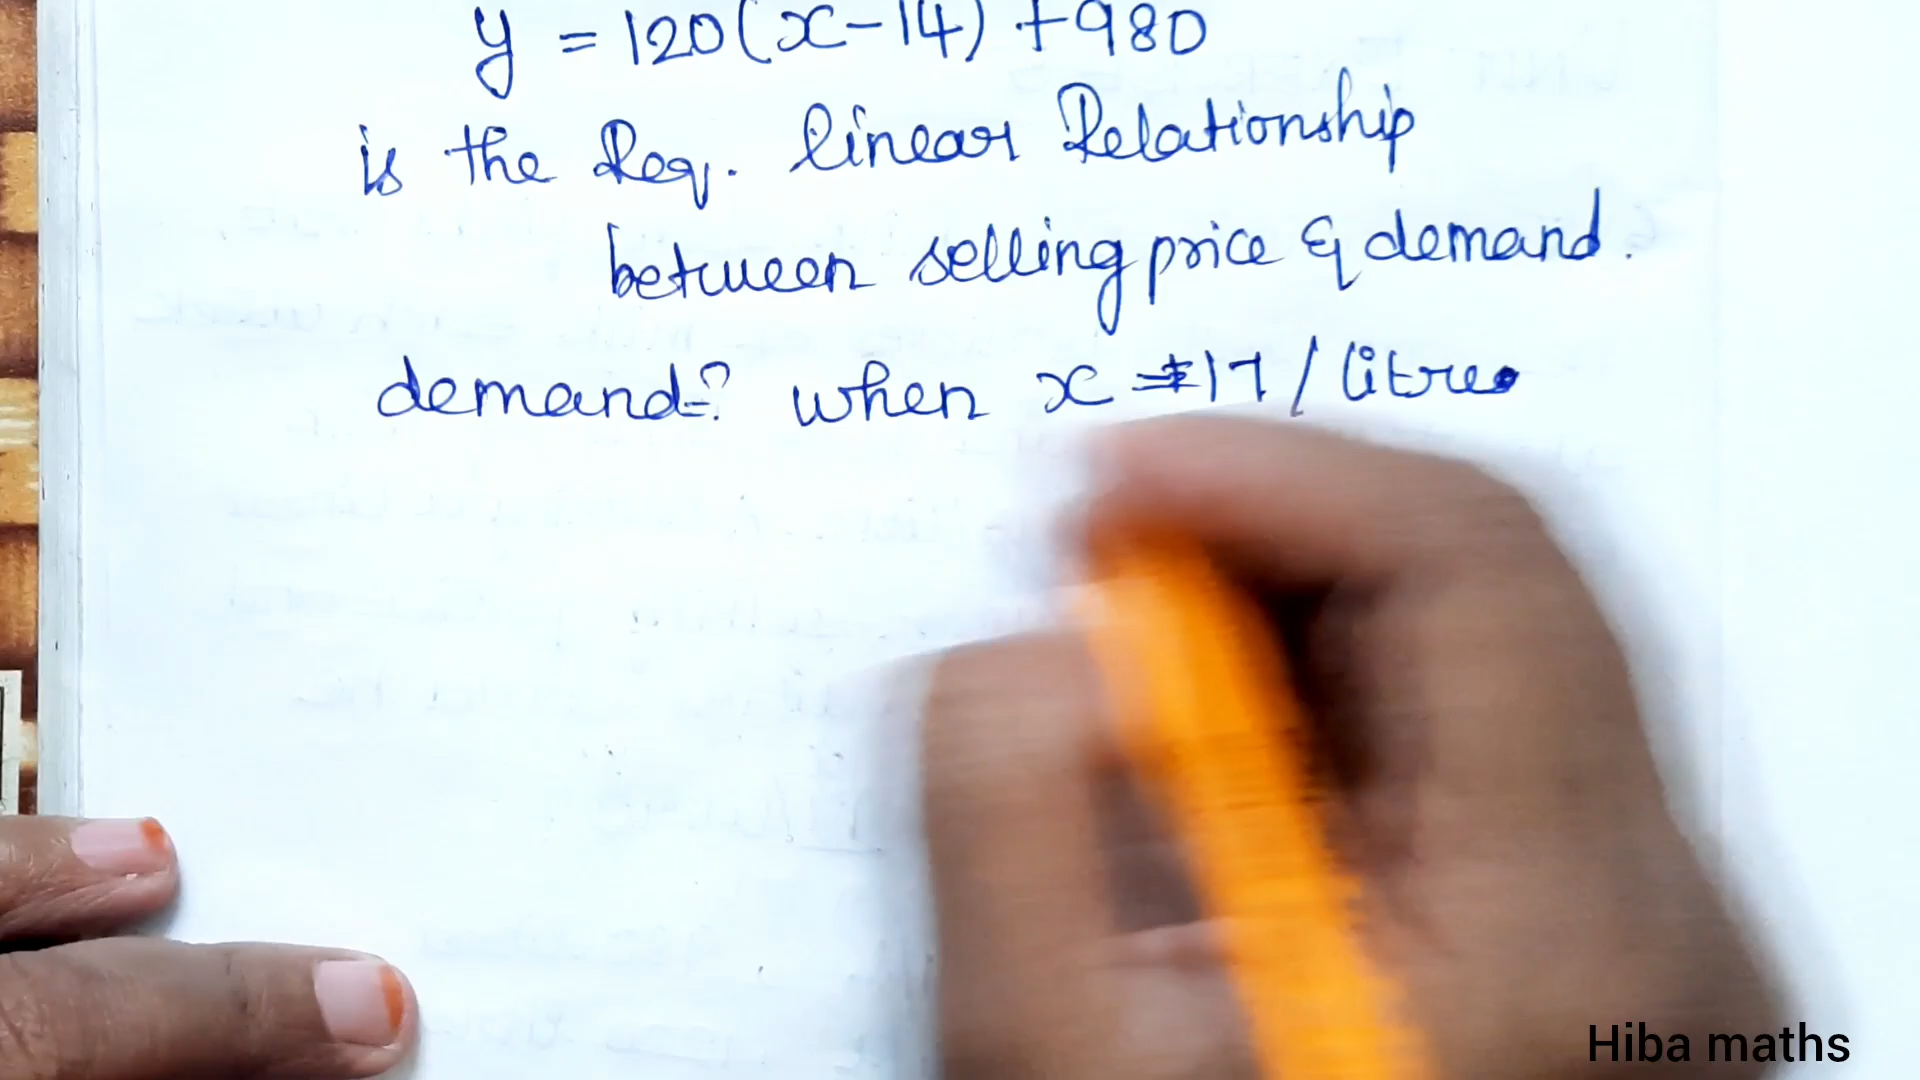 y = 120(x-14) +980
is the Req. linear Relationship
between selling price & demand.
demand=? when x = ₹17/litre
Hiba maths